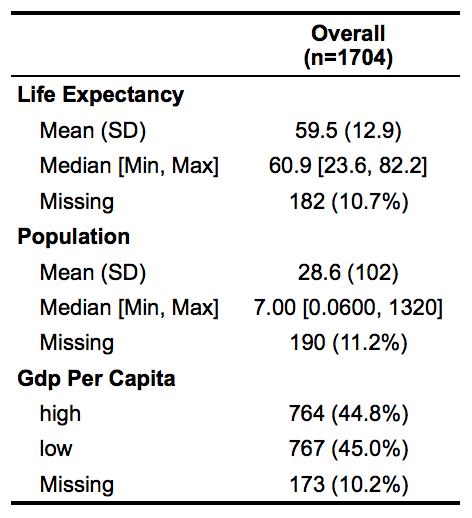 Overall
(n=1704)
Life Expectancy
Mean (SD) 59.5 (12.9)
Median [Min, Max] 60.9 [23.6, 82.2]
Missing 182 (10.7%)
Population
Mean (SD) 28.6 (102)
Median [Min, Max] 7.00 [0.0600, 1320]
Missing 190 (11.2%)
Gdp Per Capita
high 764 (44.8%)
low 767 (45.0%)
Missing 173 (10.2%)